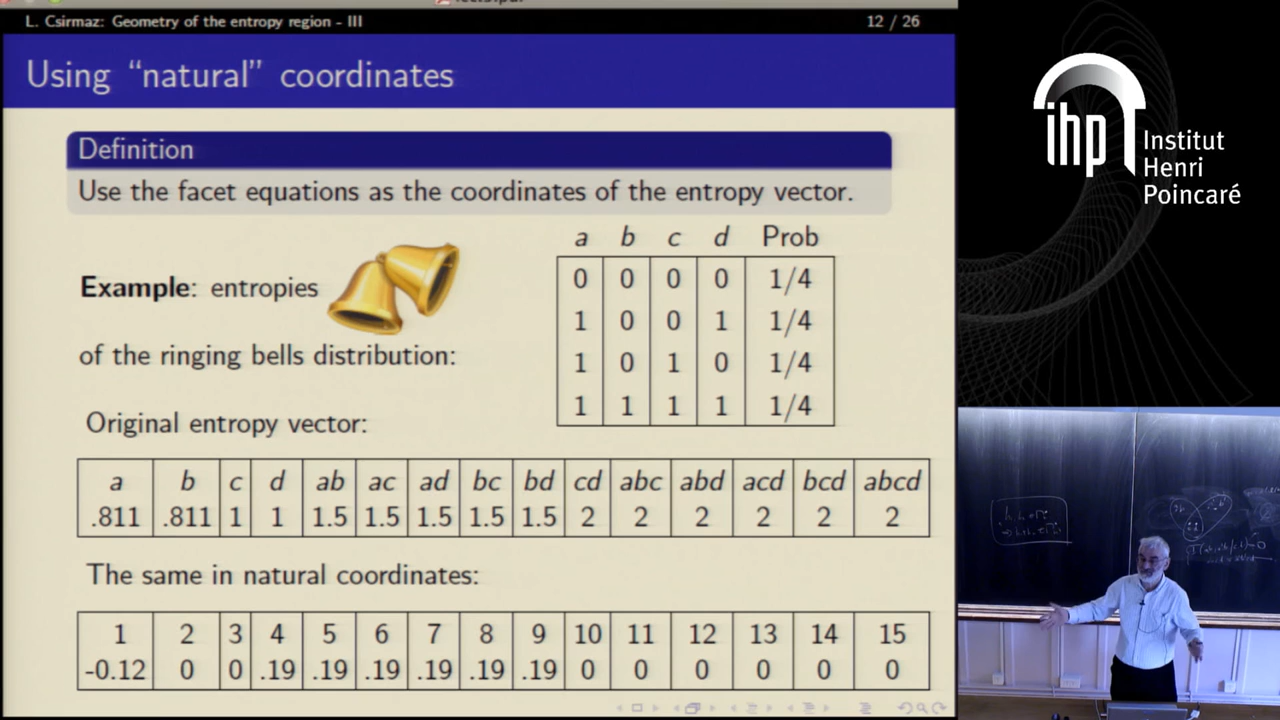 L. Csirmaz: Geometry of the entropy region - III 12 / 26
Using “natural” coordinates
Definition
Use the facet equations as the coordinates of the entropy vector.
Example: entropies
of the ringing bells distribution:
a b c d Prob
0 0 0 0 1/4
1 0 0 1 1/4
1 0 1 0 1/4
1 1 1 1 1/4
Original entropy vector:
a b c d ab ac ad bc bd cd abc abd acd bcd abcd
.811 .811 1 1 1.5 1.5 1.5 1.5 1.5 2 2 2 2 2 2
The same in natural coordinates:
1 2 3 4 5 6 7 8 9 10 11 12 13 14 15
-0.12 0 0 .19 .19 .19 .19 .19 .19 0 0 0 0 0 0
ihp
Institut
Henri
Poincaré